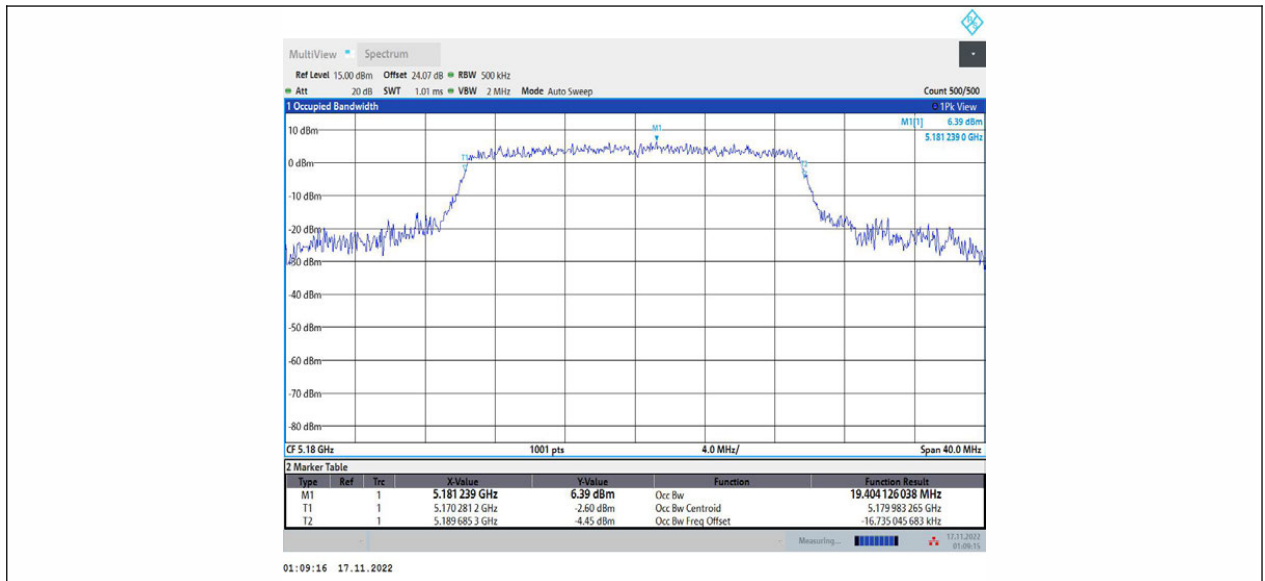 MultiView Spectrum
Ref Level 15.00 dBm Offset 24.07 dB RBW 500 kHz
Att 20 dB SWT 1.01 ms VBW 2 MHz Mode Auto Sweep Count 500/500
1 Occupied Bandwidth 1Pk View
M1[1] 6.39 dBm
5.181 239 0 GHz
M1
10 dBm
T1
T2
0 dBm
-10 dBm
-20 dBm
-30 dBm
-40 dBm
-50 dBm
-60 dBm
-70 dBm
-80 dBm
CF 5.18 GHz 1001 pts 4.0 MHz/ Span 40.0 MHz
2 Marker Table
Type Ref Trc X-Value Y-Value Function Function Result
M1 1 5.181 239 GHz 6.39 dBm Occ Bw 19.404 126 038 MHz
T1 1 5.170 281 2 GHz -2.60 dBm Occ Bw Centroid 5.179 983 265 GHz
T2 1 5.189 685 3 GHz -4.45 dBm Occ Bw Freq Offset -16.735 045 683 kHz
Measuring... 17.11.2022
01:09:15
01:09:16 17.11.2022